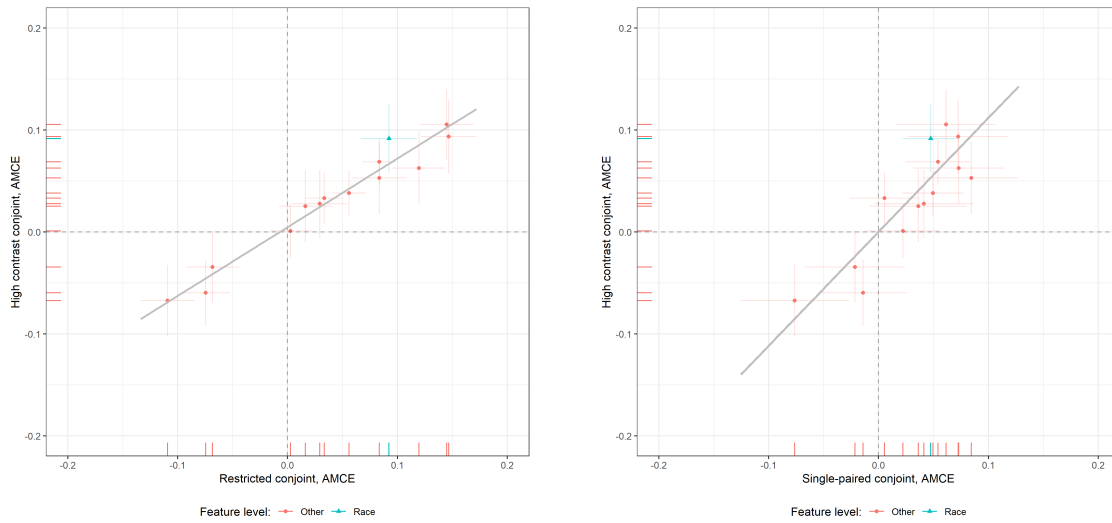 0.2
0.1
0.0
-0.1
-0.2
High contrast conjoint, AMCE
-0.2 -0.1 0.0 0.1 0.2
Restricted conjoint, AMCE
Feature level: Other Race
0.2
0.1
0.0
-0.1
-0.2
High contrast conjoint, AMCE
-0.2 -0.1 0.0 0.1 0.2
Single-paired conjoint, AMCE
Feature level: Other Race